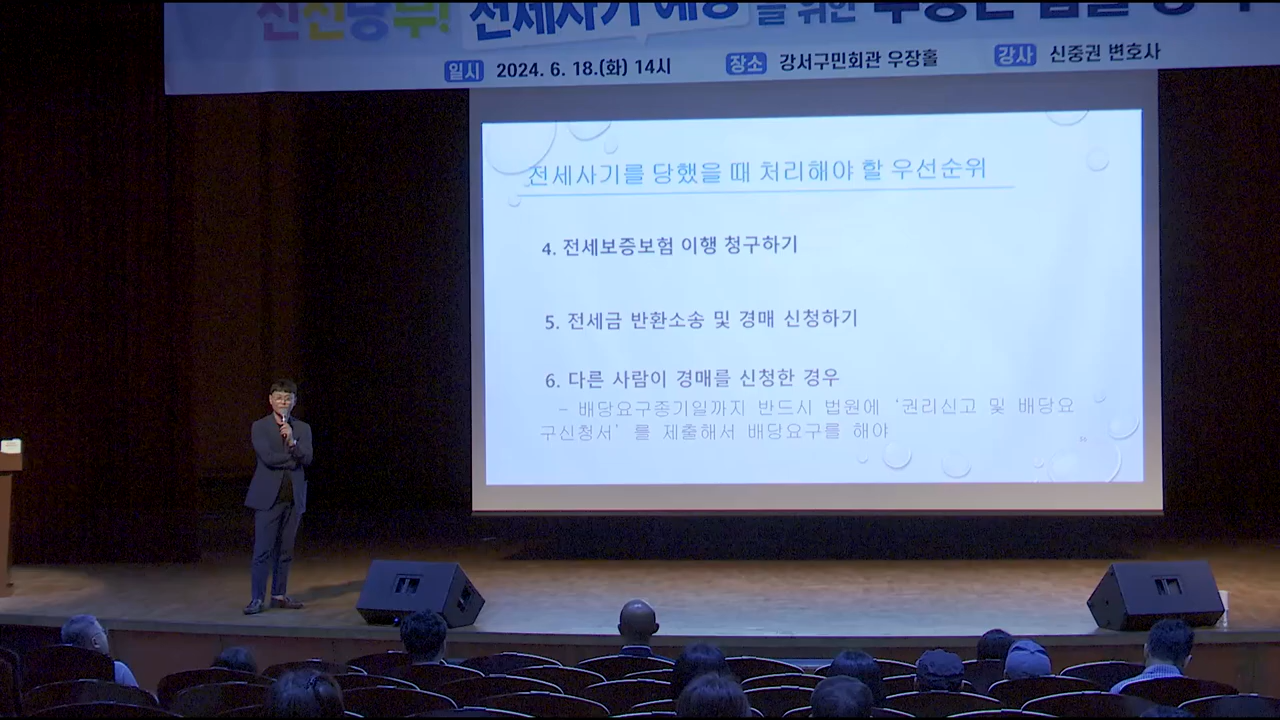 전세사기 예방을 위한
일시 2024. 6. 18.(화) 14시 장소 강서구민회관 우장홀 강사 신중권 변호사
전세사기를 당했을 때 처리해야 할 우선순위
4. 전세보증보험 이행 청구하기
5. 전세금 반환소송 및 경매 신청하기
6. 다른 사람이 경매를 신청한 경우
- 배당요구종기일까지 반드시 법원에 ‘권리신고 및 배당요
구신청서’ 를 제출해서 배당요구를 해야